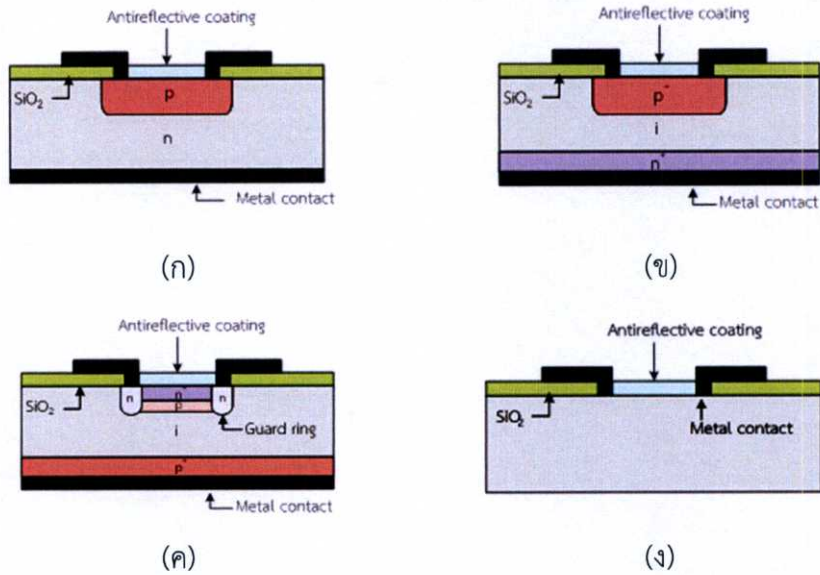 Antireflective coating
SiO₂
p
n
Metal contact
(ก)
Antireflective coating
SiO₂
p⁺
i
n⁺
Metal contact
(ข)
Antireflective coating
SiO₂
n
n⁺
p
n
Guard ring
i
p⁺
Metal contact
(ค)
Antireflective coating
SiO₂
Metal contact
(ง)